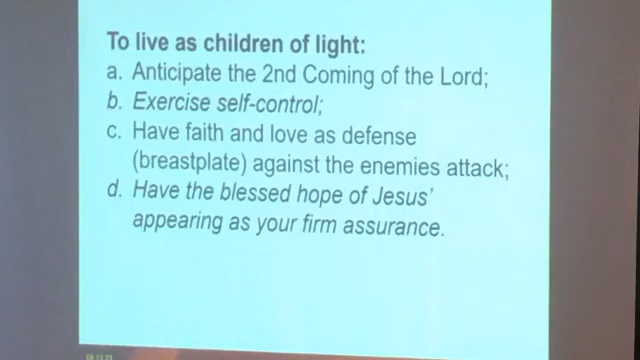 To live as children of light:
a. Anticipate the 2nd Coming of the Lord;
b. Exercise self-control;
c. Have faith and love as defense
(breastplate) against the enemies attack;
d. Have the blessed hope of Jesus'
appearing as your firm assurance.